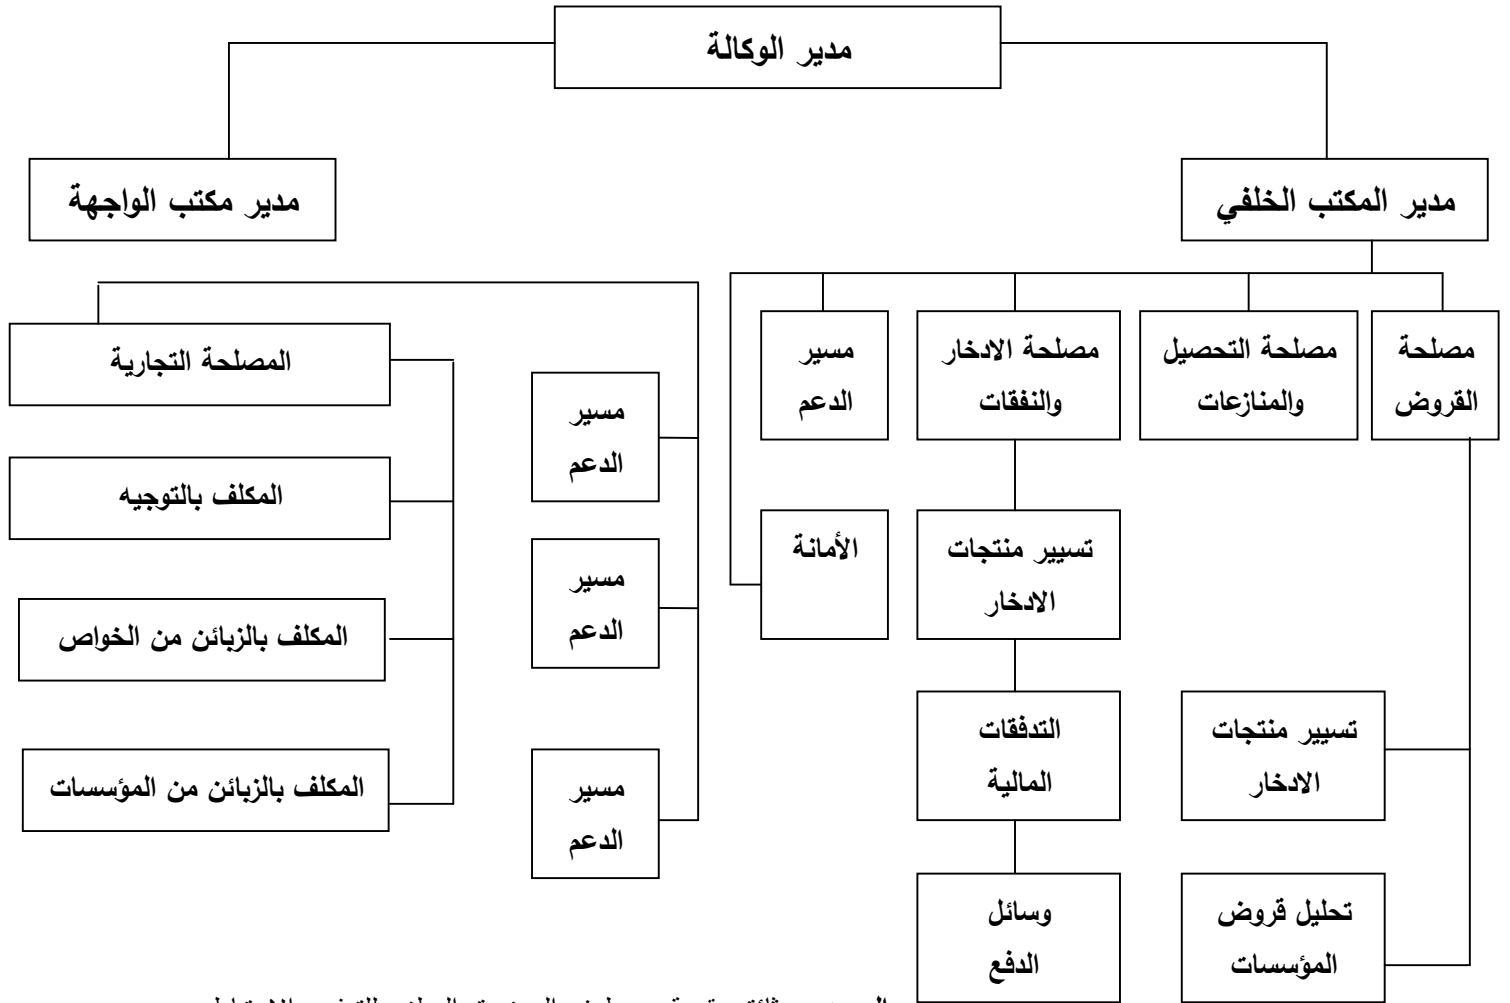 مدير الوكالة
مدير المكتب الخلفي
مدير مكتب الواجهة
مصلحة
القروض
مصلحة التحصيل
والمنازعات
مصلحة الادخار
والنفقات
مسير
الدعم
الأمانة
تسيير منتجات
الادخار
التدفقات
المالية
وسائل
الدفع
تسيير منتجات
الادخار
تحليل قروض
المؤسسات
مسير
الدعم
مسير
الدعم
مسير
الدعم
المصلحة التجارية
المكلف بالتوجيه
المكلف بالزبائن من الخواص
المكلف بالزبائن من المؤسسات